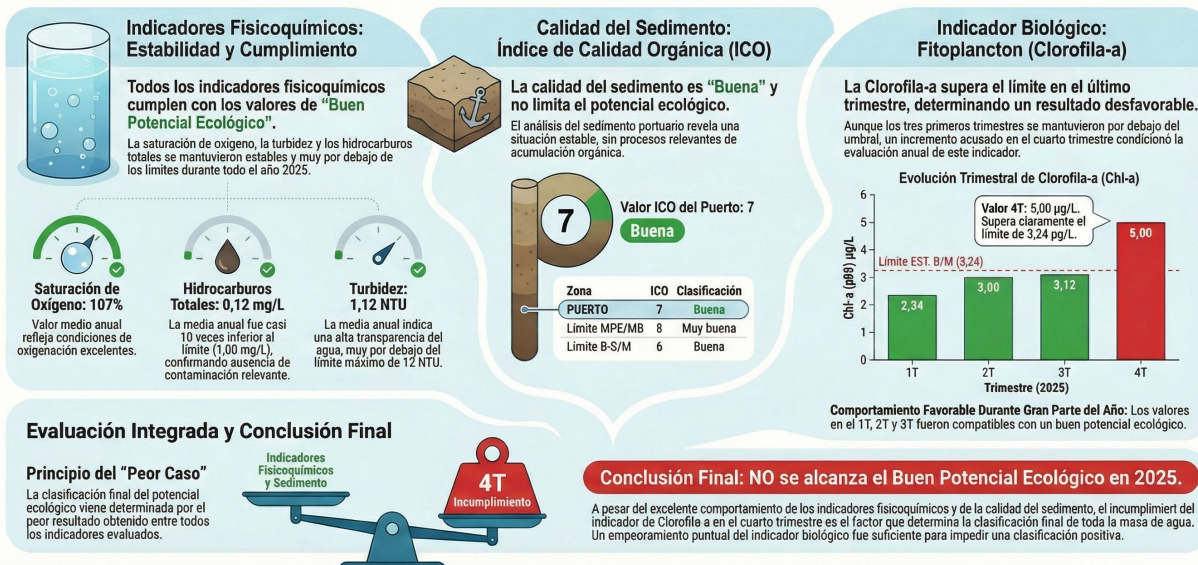 Indicadores Fisicoquímicos:
Estabilidad y Cumplimiento
Todos los indicadores fisicoquímicos
cumplen con los valores de “Buen
Potencial Ecológico”.
La saturación de oxigeno, la turbidez y los hidrocarburos
totales se mantuvieron estables y muy por debajo de
los limites durante todo el año 2025.
Saturación de
Oxígeno: 107%
Valor medio anual
refleja condiciones de
oxigenación excelentes.
Hidrocarburos
Totales: 0,12 mg/L
La media anual fue casi
10 veces inferior al
límite (1,00 mg/L),
confirmando ausencia de
contaminación relevante.
Turbidez:
1,12 NTU
La media anual indica
una alta transparencia del
agua, muy por debajo del
límite máximo de 12 NTU.
Calidad del Sedimento:
Índice de Calidad Orgánica (ICO)
La calidad del sedimento es “Buena” y
no limita el potencial ecológico.
El análisis del sedimento portuario revela una
situación estable, sin procesos relevantes de
acumulación orgánica.
7
Valor ICO del Puerto: 7
Buena
Zona ICO Clasificación
PUERTO 7 Buena
Límite MPE/MB 8 Muy buena
Límite B-S/M 6 Buena
Indicador Biológico:
Fitoplancton (Clorofila-a)
La Clorofila-a supera el límite en el último
trimestre, determinando un resultado desfavorable.
Aunque los tres primeros trimestres se mantuvieron por debajo del
umbral, un incremento acusado en el cuarto trimestre condicionó la
evaluación anual de este indicador.
Evolución Trimestral de Clorofila-a (Chl-a)
Valor 4T: 5,00 µg/L.
Supera claramente el
límite de 3,24 pg/L.
Límite EST. B/M (3,24)
µg/L
Chl-a
6
5
4
3
2
1
0
2,34
3,00
3,12
5,00
1T 2T 3T 4T
Trimestre (2025)
Comportamiento Favorable Durante Gran Parte del Año: Los valores
en el 1T, 2T y 3T fueron compatibles con un buen potencial ecológico.
Evaluación Integrada y Conclusión Final
Principio del “Peor Caso”
La clasificación final del potencial
ecológico viene determinada por el
peor resultado obtenido entre todos
los indicadores evaluados.
Indicadores
Fisicoquímicos
y Sedimento
4T
Incumplimiento
Conclusión Final: NO se alcanza el Buen Potencial Ecológico en 2025.
A pesar del excelente comportamiento de los indicadores fisicoquímicos y de la calidad del sedimento, el incumplimiert del
indicador de Clorofila a en el cuarto trimestre es el factor que determina la clasificación final de toda la masa de agua.
Un empeoramiento puntual del indicador biológico fue suficiente para impedir una clasificación positiva.